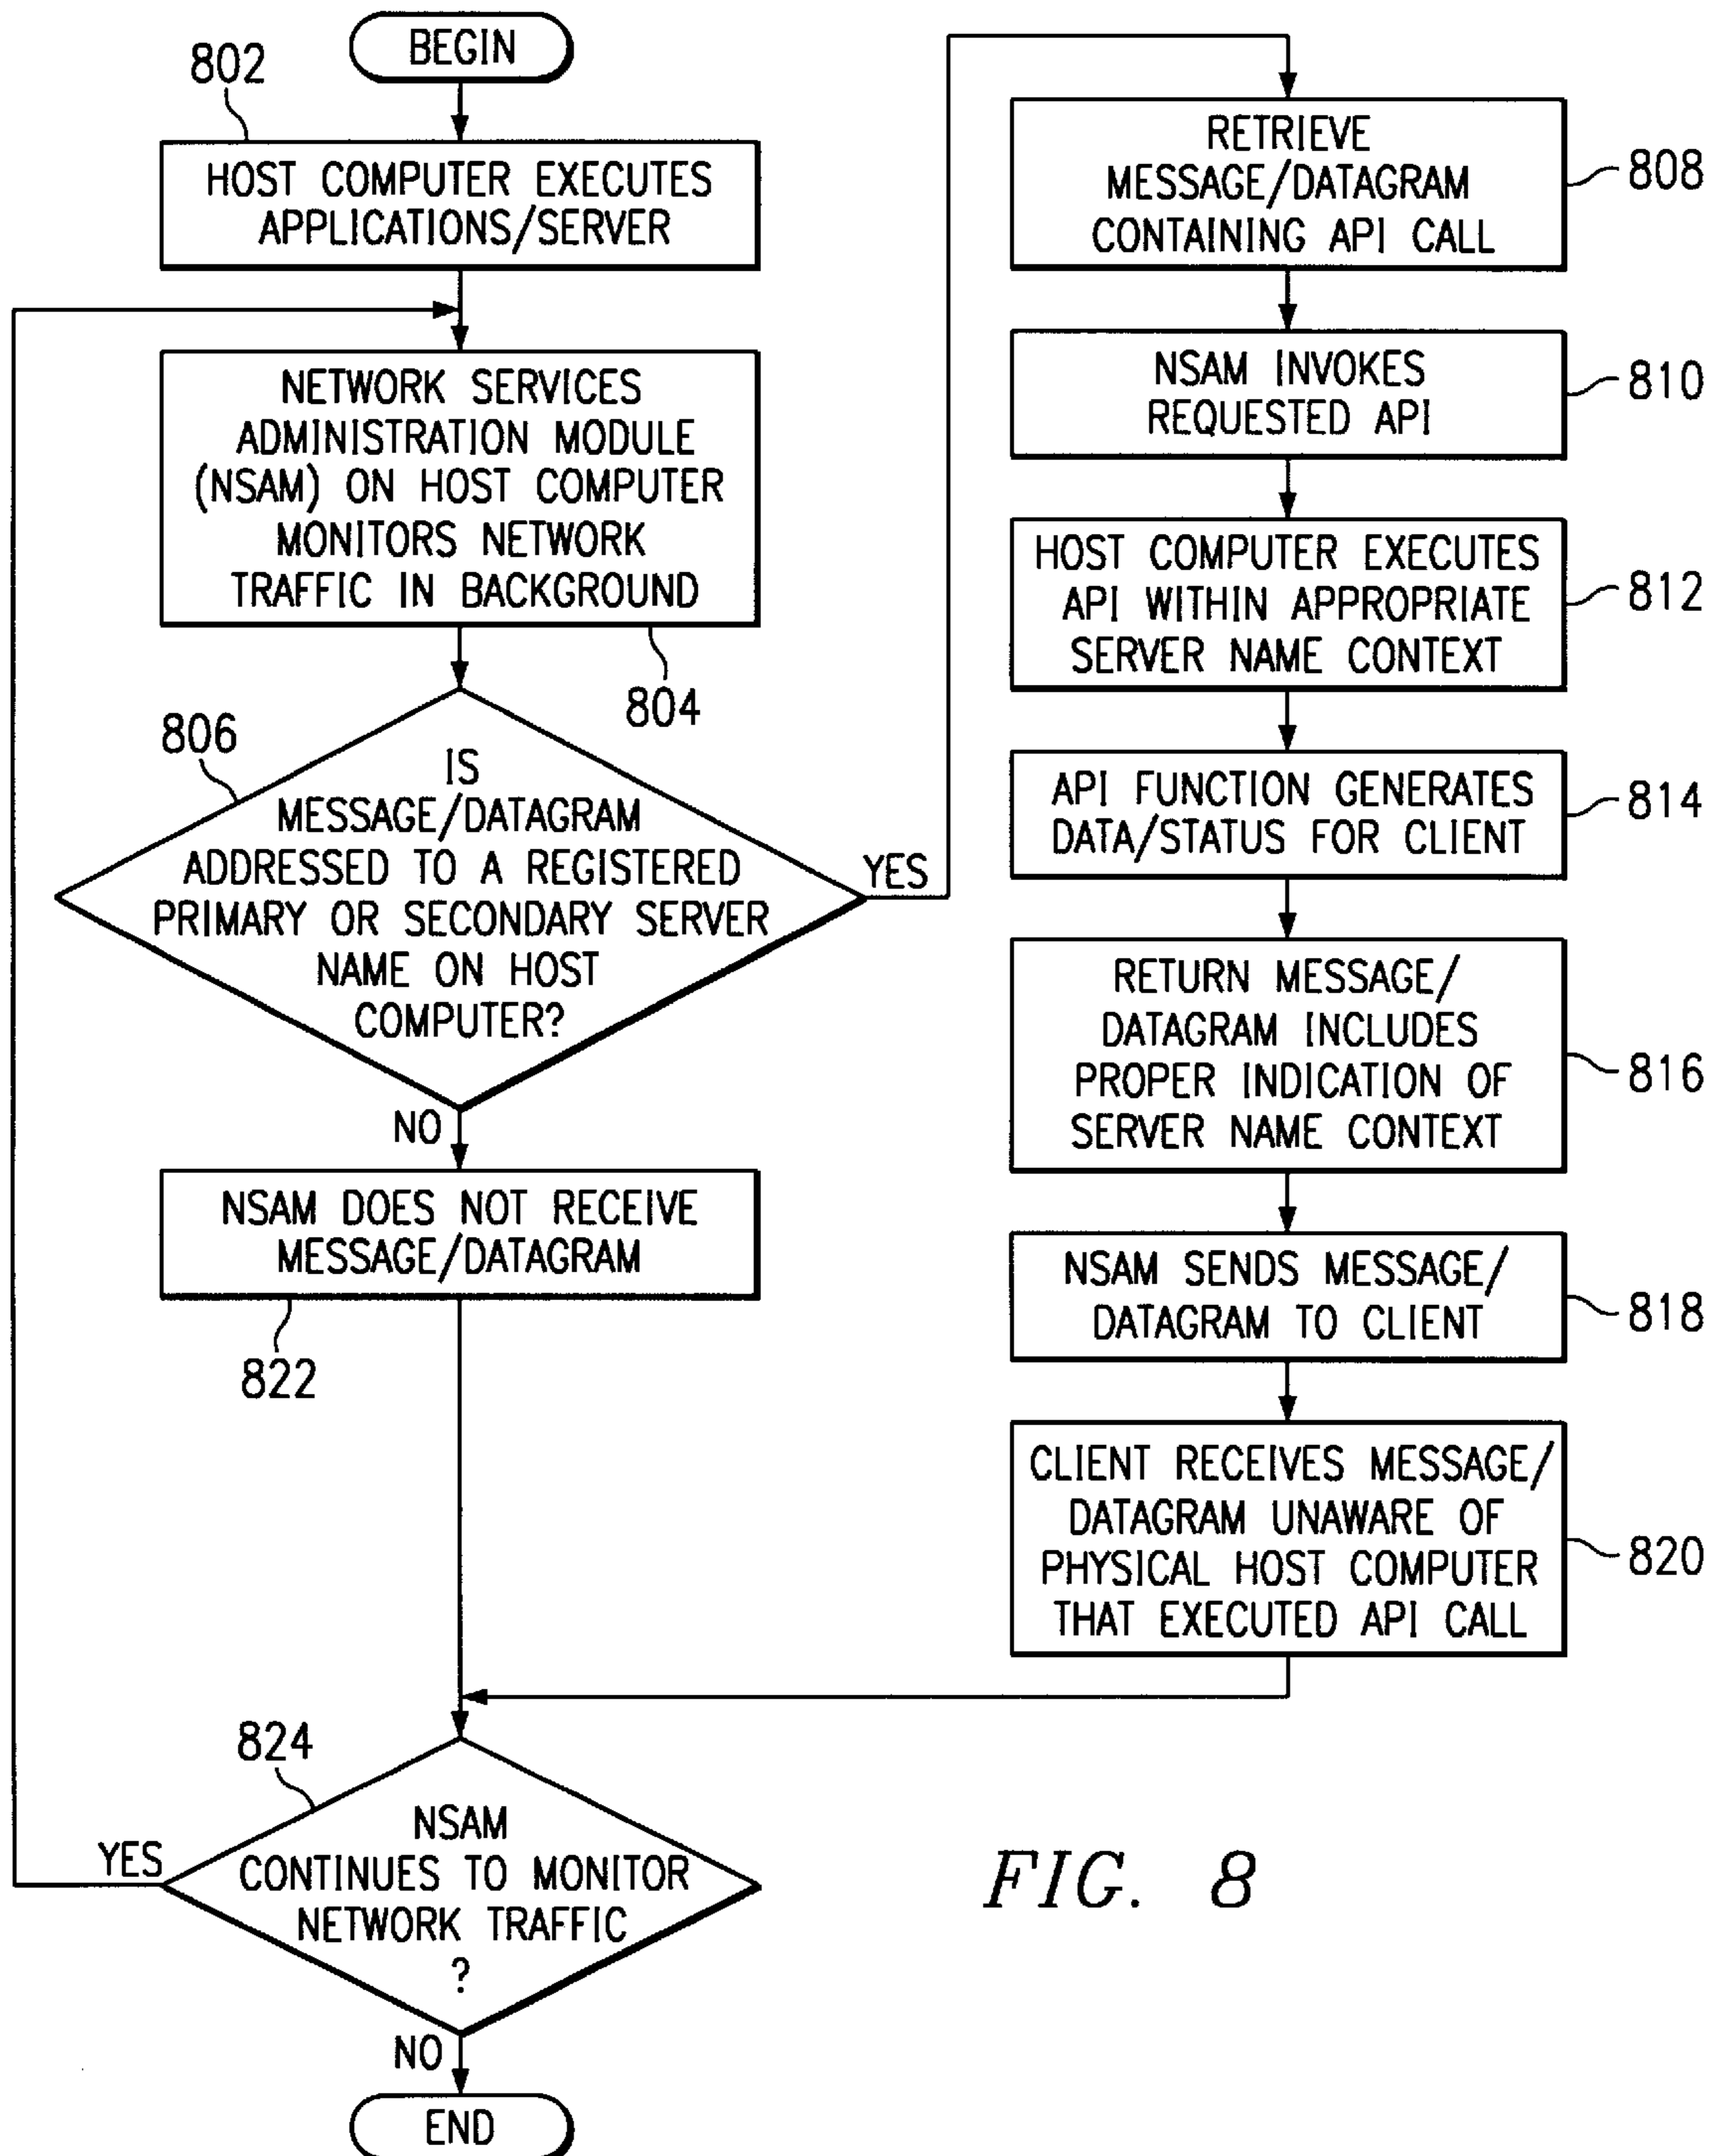 BEGIN
802
HOST COMPUTER EXECUTES
APPLICATIONS/SERVER
NETWORK SERVICES
ADMINISTRATION MODULE
(NSAM) ON HOST COMPUTER
MONITORS NETWORK
TRAFFIC IN BACKGROUND
804
806
IS
MESSAGE/DATAGRAM
ADDRESSED TO A REGISTERED
PRIMARY OR SECONDARY SERVER
NAME ON HOST
COMPUTER?
YES
NO
NSAM DOES NOT RECEIVE
MESSAGE/DATAGRAM
822
RETRIEVE
MESSAGE/DATAGRAM
CONTAINING API CALL
808
NSAM INVOKES
REQUESTED API
810
HOST COMPUTER EXECUTES
API WITHIN APPROPRIATE
SERVER NAME CONTEXT
812
API FUNCTION GENERATES
DATA/STATUS FOR CLIENT
814
RETURN MESSAGE/
DATAGRAM INCLUDES
PROPER INDICATION OF
SERVER NAME CONTEXT
816
NSAM SENDS MESSAGE/
DATAGRAM TO CLIENT
818
CLIENT RECEIVES MESSAGE/
DATAGRAM UNAWARE OF
PHYSICAL HOST COMPUTER
THAT EXECUTED API CALL
820
824
NSAM
CONTINUES TO MONITOR
NETWORK TRAFFIC
?
YES
NO
END
FIG. 8